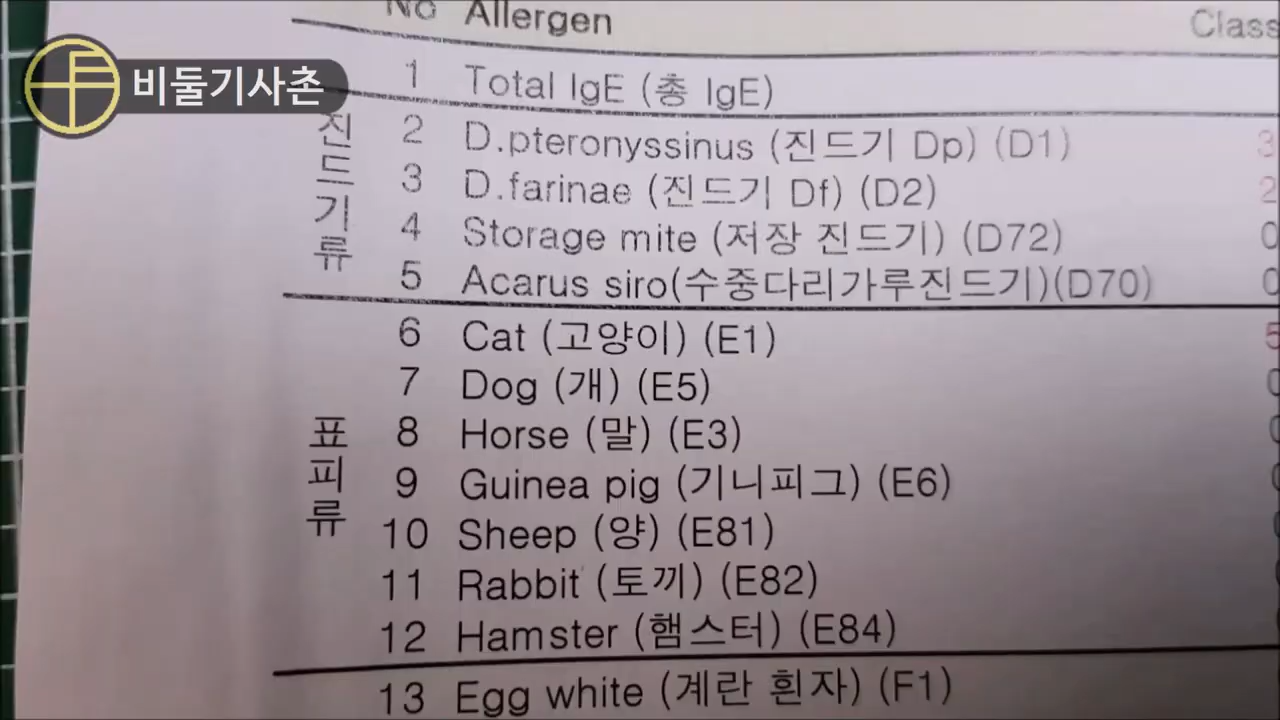 No Allergen Class
비둘기사촌
1 Total IgE (총 IgE)
진드기류
2 D.pteronyssinus (진드기 Dp) (D1) 3
3 D.farinae (진드기 Df) (D2) 2
4 Storage mite (저장 진드기) (D72) 0
5 Acarus siro(수중다리가루진드기)(D70) 0
표피류
6 Cat (고양이) (E1) 5
7 Dog (개) (E5) 0
8 Horse (말) (E3) 0
9 Guinea pig (기니피그) (E6)
10 Sheep (양) (E81)
11 Rabbit (토끼) (E82)
12 Hamster (햄스터) (E84)
13 Egg white (계란 흰자) (F1)